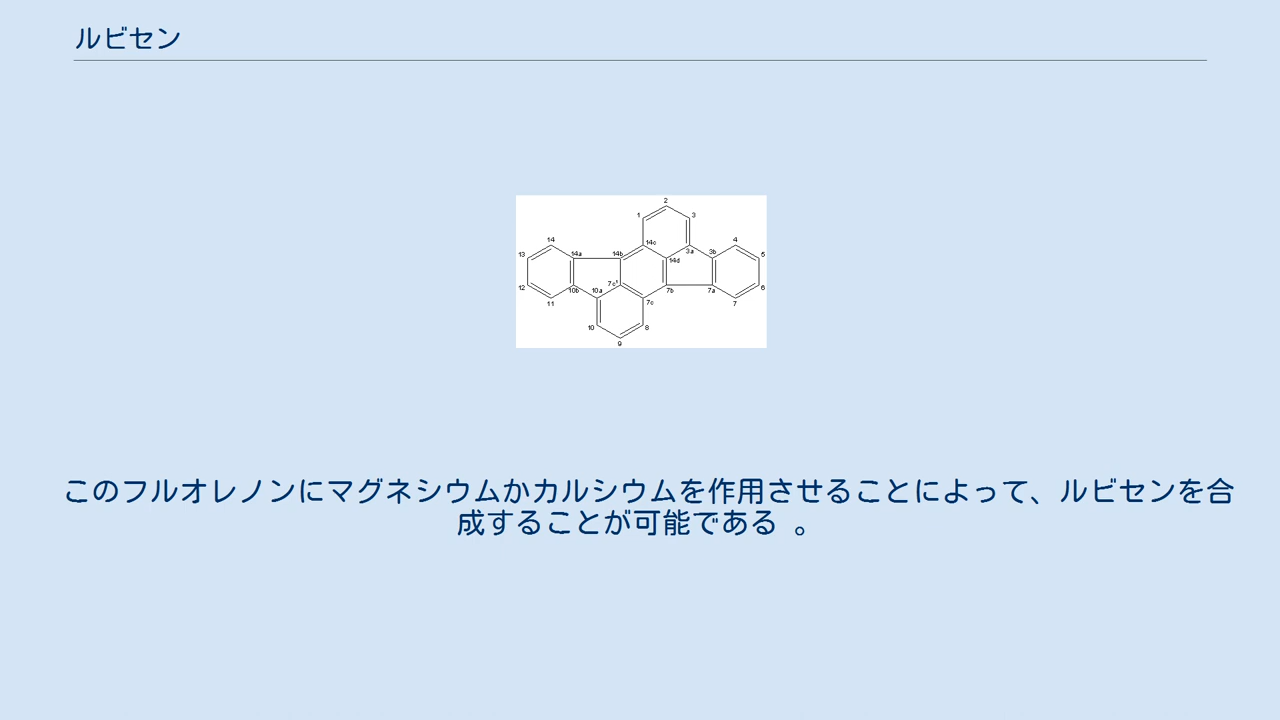 ルビセン
2
1 3
14c
3a 3b 4
14 14a 14b 14d
13 5
12 10b 10a 7c¹ 7b 7a 6
11 7c 7
10 8
9
このフルオレノンにマグネシウムかカルシウムを作用させることによって、ルビセンを合
成することが可能である 。